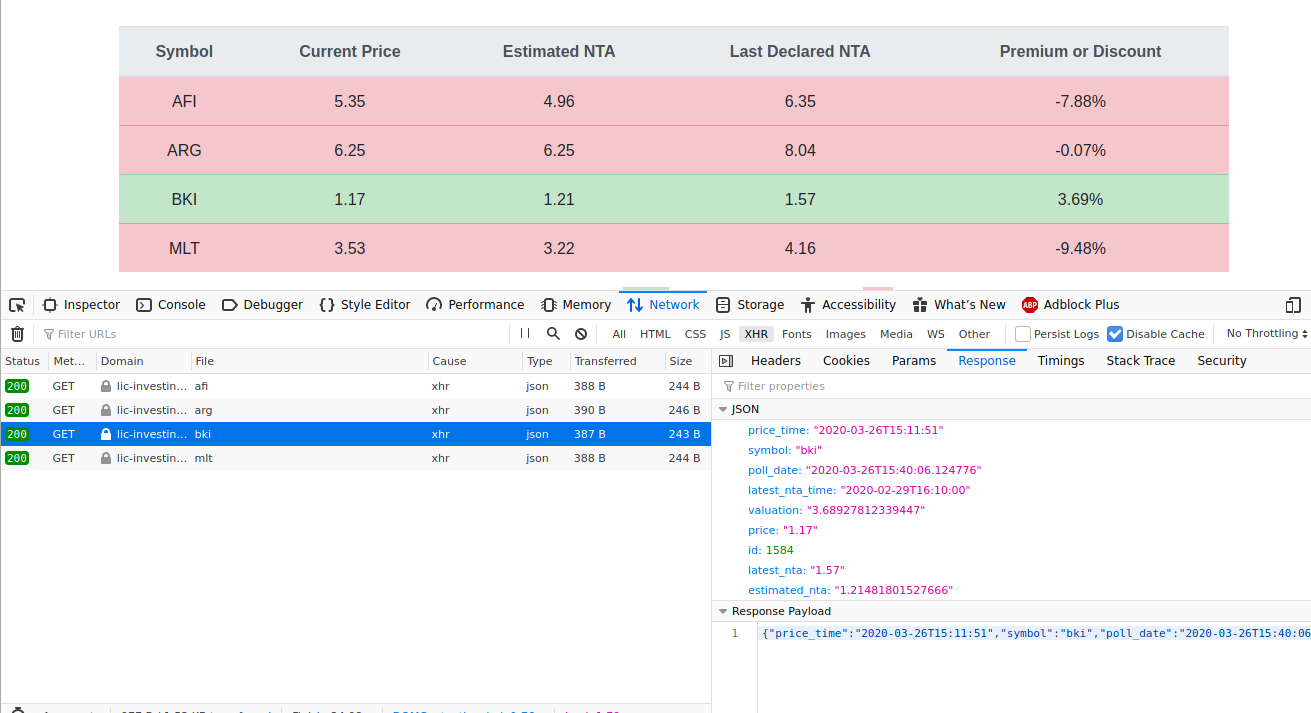 Symbol Current Price Estimated NTA Last Declared NTA Premium or Discount
AFI 5.35 4.96 6.35 -7.88%
ARG 6.25 6.25 8.04 -0.07%
BKI 1.17 1.21 1.57 3.69%
MLT 3.53 3.22 4.16 -9.48%
Inspector Console Debugger Style Editor Performance Memory Network Storage Accessibility What's New ABP Adblock Plus
Filter URLs All HTML CSS JS XHR Fonts Images Media WS Other Persist Logs Disable Cache No Throttling
Status Met... Domain File Cause Type Transferred Size
200 GET lic-investin... afi xhr json 388 B 244 B
200 GET lic-investin... arg xhr json 390 B 246 B
200 GET lic-investin... bki xhr json 387 B 243 B
200 GET lic-investin... mlt xhr json 388 B 244 B
Headers Cookies Params Response Timings Stack Trace Security
Filter properties
JSON
price_time: "2020-03-26T15:11:51"
symbol: "bki"
poll_date: "2020-03-26T15:40:06.124776"
latest_nta_time: "2020-02-29T16:10:00"
valuation: "3.68927812339447"
price: "1.17"
id: 1584
latest_nta: "1.57"
estimated_nta: "1.21481801527666"
Response Payload
1 {"price_time":"2020-03-26T15:11:51","symbol":"bki","poll_date":"2020-03-26T15:40:06